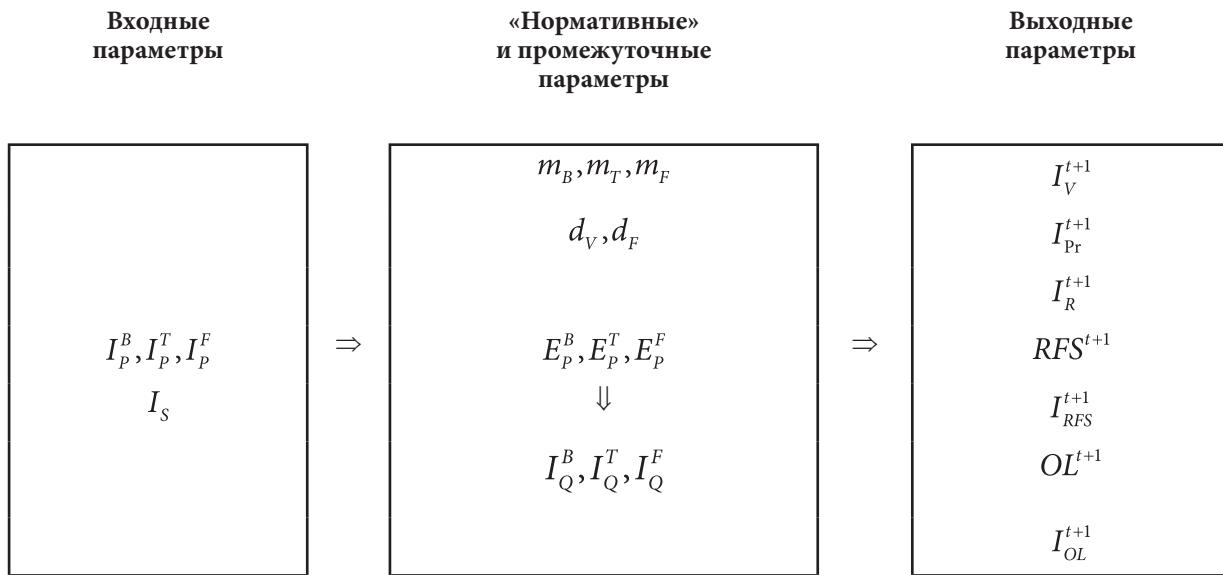 Входные
параметры
«Нормативные»
и промежуточные
параметры
Выходные
параметры
I_P^B, I_P^T, I_P^F
I_S
⇒
m_B, m_T, m_F
d_V, d_F
E_P^B, E_P^T, E_P^F
⇓
I_Q^B, I_Q^T, I_Q^F
⇒
I_V^{t+1}
I_{Pr}^{t+1}
I_R^{t+1}
RFS^{t+1}
I_{RFS}^{t+1}
OL^{t+1}
I_{OL}^{t+1}